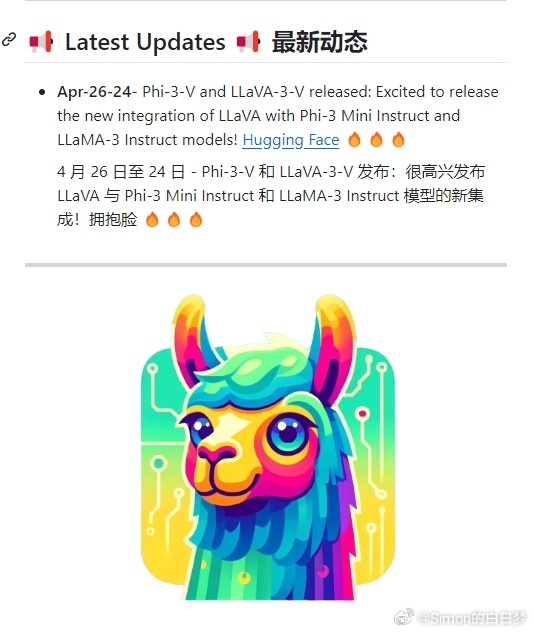 Latest Updates 最新动态
Apr-26-24- Phi-3-V and LLaVA-3-V released: Excited to release
the new integration of LLaVA with Phi-3 Mini Instruct and
LLaMA-3 Instruct models! Hugging Face 🔥🔥🔥
4 月 26 日至 24 日 - Phi-3-V 和 LLaVA-3-V 发布：很高兴发布
LLaVA 与 Phi-3 Mini Instruct 和 LLaMA-3 Instruct 模型的新集
成！拥抱脸 🔥🔥🔥
@Simon的白日梦